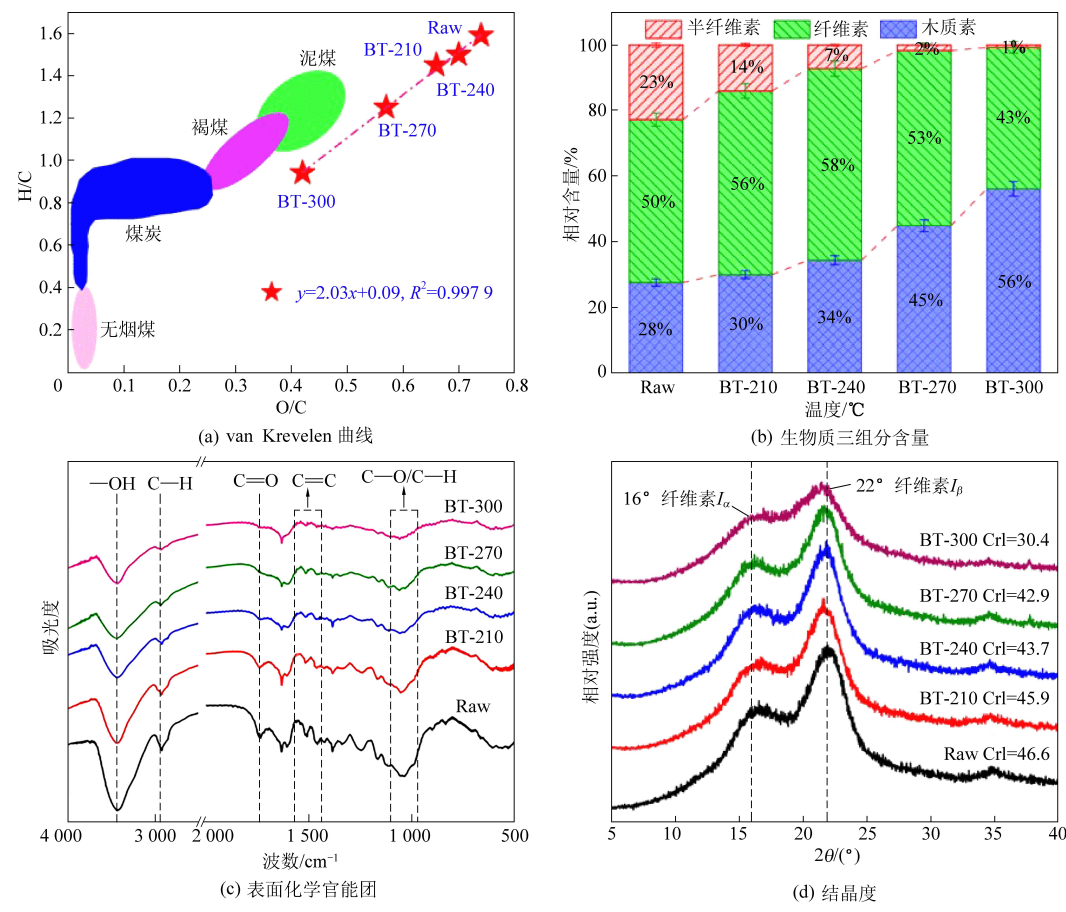 H/C
1.6
1.4
1.2
1.0
0.8
1.6
0.4
0.2
Raw
BT-210
BT-240
BT-270
BT-300
泥煤
褐煤
煤炭
无烟煤
y=2.03x+0.09, R²=0.997 9
0 0.1 0.2 0.3 0.4 0.5 0.6 0.7 0.8
O/C
(a) van Krevelen 曲线
半纤维素 纤维素 木质素
相对含量/%
100
80
60
40
20
0
23% 14% 7% 2% 1%
50% 56% 58% 53% 43%
28% 30% 34% 45% 56%
Raw BT-210 BT-240 BT-270 BT-300
温度/℃
(b) 生物质三组分含量
吸光度
—OH C—H C=O C=C C—O/C—H
BT-300
BT-270
BT-240
BT-210
Raw
4 000 3 000 2 2 000 1 500 1 000 500
波数/cm⁻¹
(c) 表面化学官能团
相对强度(a.u.)
16° 纤维素Iα
22° 纤维素Iβ
BT-300 Crl=30.4
BT-270 Crl=42.9
BT-240 Crl=43.7
BT-210 Crl=45.9
Raw Crl=46.6
5 10 15 20 25 30 35 40
2θ/(°)
(d) 结晶度